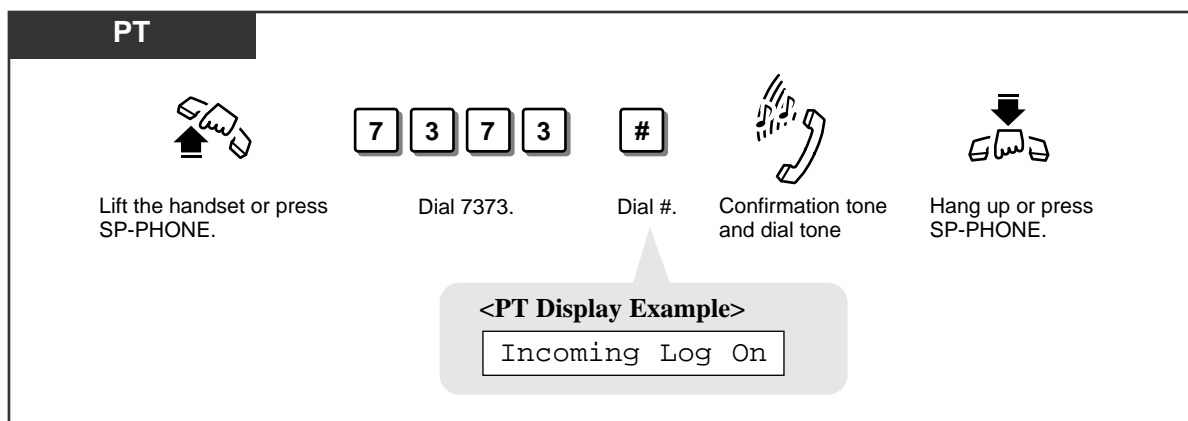 PT
7 3 7 3 #
Lift the handset or press
SP-PHONE.
Dial 7373.
Dial #.
Confirmation tone
and dial tone
Hang up or press
SP-PHONE.
<PT Display Example>
Incoming Log On